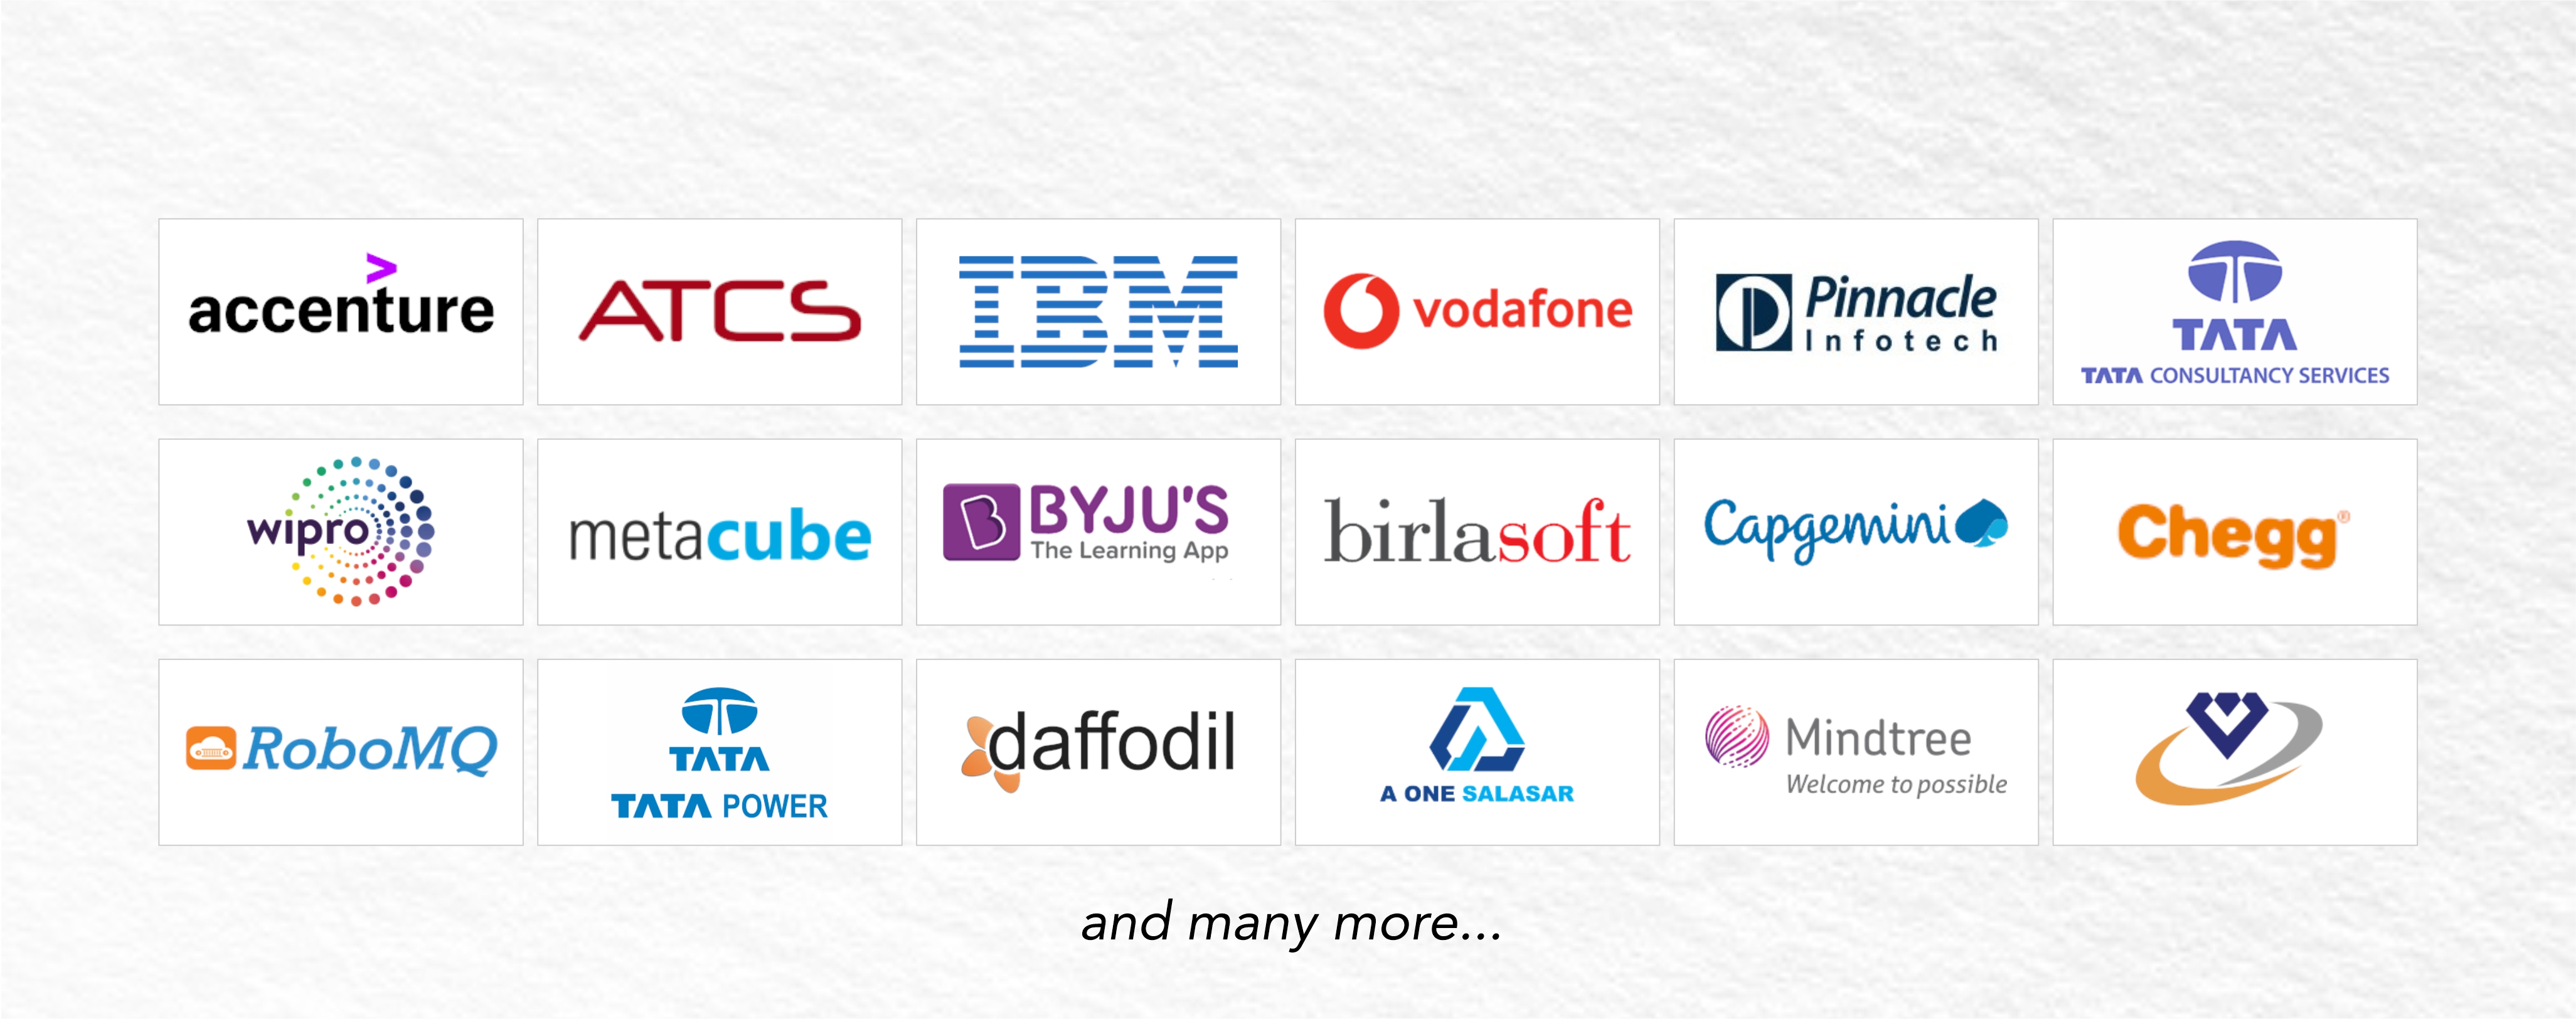 accenture
ATCS
IBM
vodafone
Pinnacle
Infotech
TATA
TATA CONSULTANCY SERVICES
wipro
metacube
BYJU'S
The Learning App
birlasoft
Capgemini
Chegg®
RoboMQ
TATA
TATA POWER
daffodil
A ONE SALASAR
Mindtree
Welcome to possible
and many more...